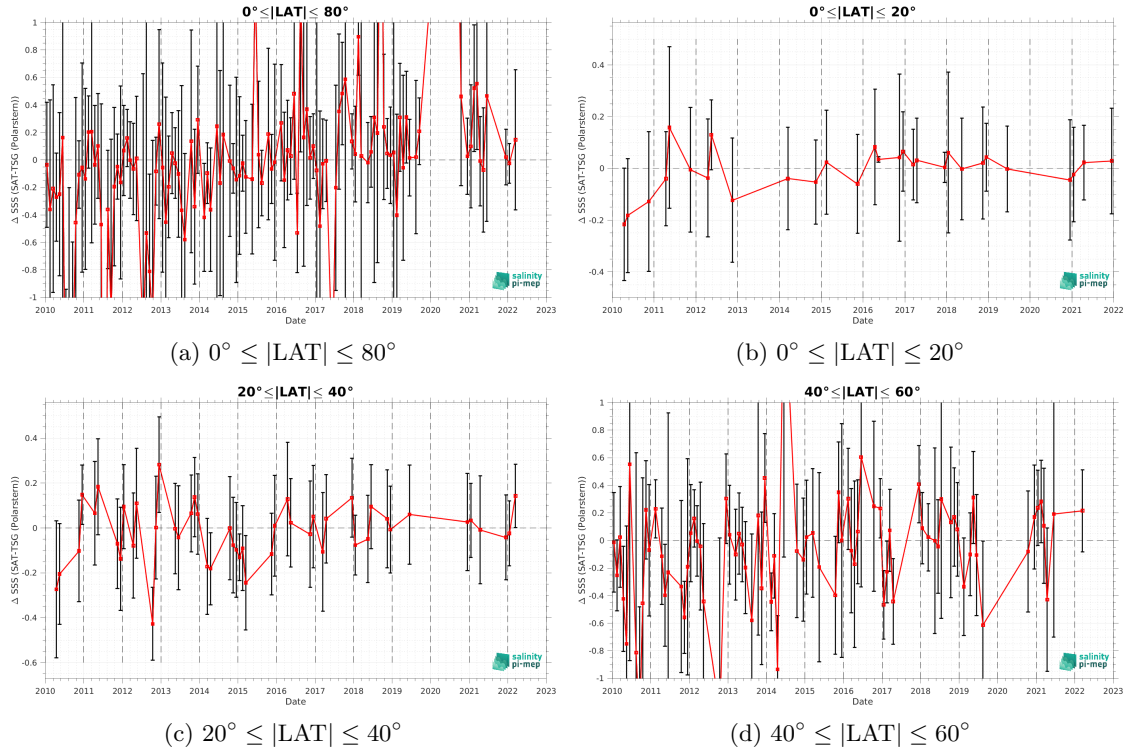 0°≤|LAT|≤ 80°
Δ SSS (SAT-TSG (Polarstern))
1
0.8
0.6
0.4
0.2
0
-0.2
-0.4
-0.6
-0.8
-1
2010 2011 2012 2013 2014 2015 2016 2017 2018 2019 2020 2021 2022 2023
Date
salinity
pi-mep
(a) 0° ≤ |LAT| ≤ 80°
0°≤|LAT|≤ 20°
Δ SSS (SAT-TSG (Polarstern))
0.4
0.2
0
-0.2
-0.4
2010 2011 2012 2013 2014 2015 2016 2017 2018 2019 2020 2021 2022
Date
salinity
pi-mep
(b) 0° ≤ |LAT| ≤ 20°
20°≤|LAT|≤ 40°
Δ SSS (SAT-TSG (Polarstern))
0.4
0.2
0
-0.2
-0.4
-0.6
2010 2011 2012 2013 2014 2015 2016 2017 2018 2019 2020 2021 2022 2023
Date
salinity
pi-mep
(c) 20° ≤ |LAT| ≤ 40°
40°≤|LAT|≤ 60°
Δ SSS (SAT-TSG (Polarstern))
1
0.8
0.6
0.4
0.2
0
-0.2
-0.4
-0.6
-0.8
-1
2010 2011 2012 2013 2014 2015 2016 2017 2018 2019 2020 2021 2022 2023
Date
salinity
pi-mep
(d) 40° ≤ |LAT| ≤ 60°